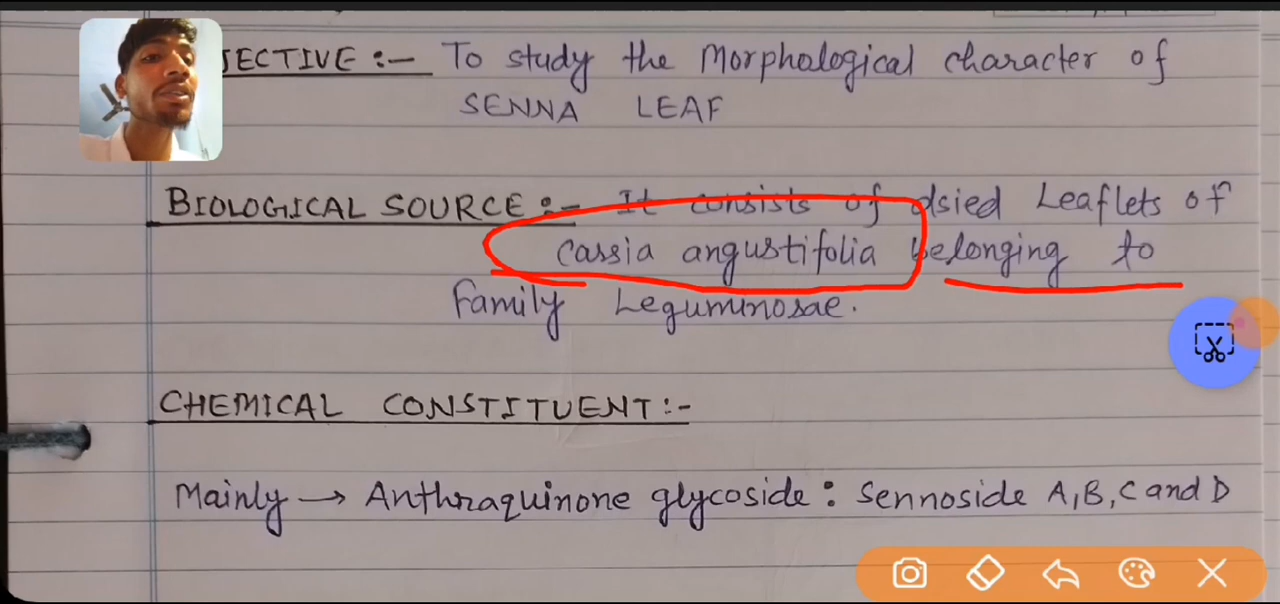 JECTIVE :- To study the Morphological character of
SENNA LEAF
BIOLOGICAL SOURCE :- It consists of dsied Leaflets of
cassia angustifolia belonging to
Family Leguminosae.
CHEMICAL CONSTITUENT :-
Mainly → Anthraquinone glycoside : Sennoside A, B, C and D